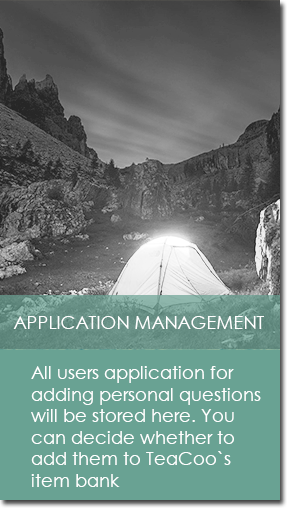 APPLICATION MANAGEMENT
All users application for
adding personal questions
will be stored here. You
can decide whether to
add them to TeaCoo`s
item bank